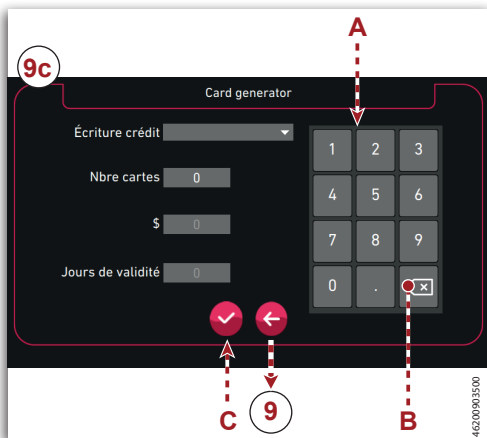 A
9c
Card generator
Écriture crédit
Nbre cartes 0
$ 0
Jours de validité 0
1 2 3
4 5 6
7 8 9
0 .
C 9 B
46200903500